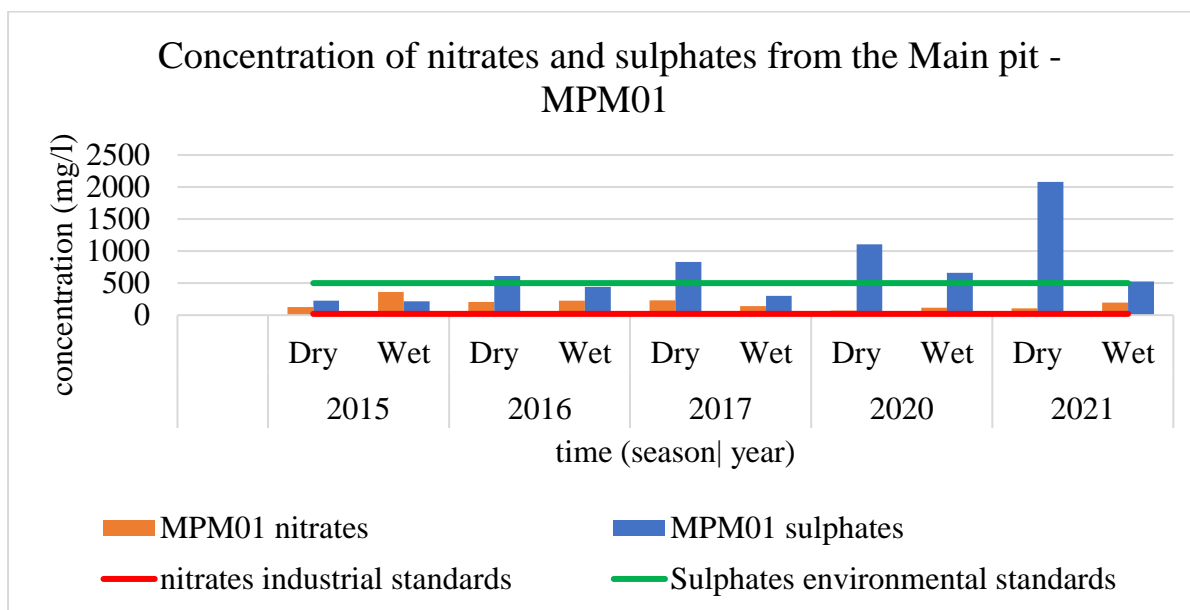 Concentration of nitrates and sulphates from the Main pit -
MPM01
concentration (mg/l)
2500
2000
1500
1000
500
0
Dry Wet Dry Wet Dry Wet Dry Wet Dry Wet
2015 2016 2017 2020 2021
time (season| year)
MPM01 nitrates MPM01 sulphates
nitrates industrial standards Sulphates environmental standards